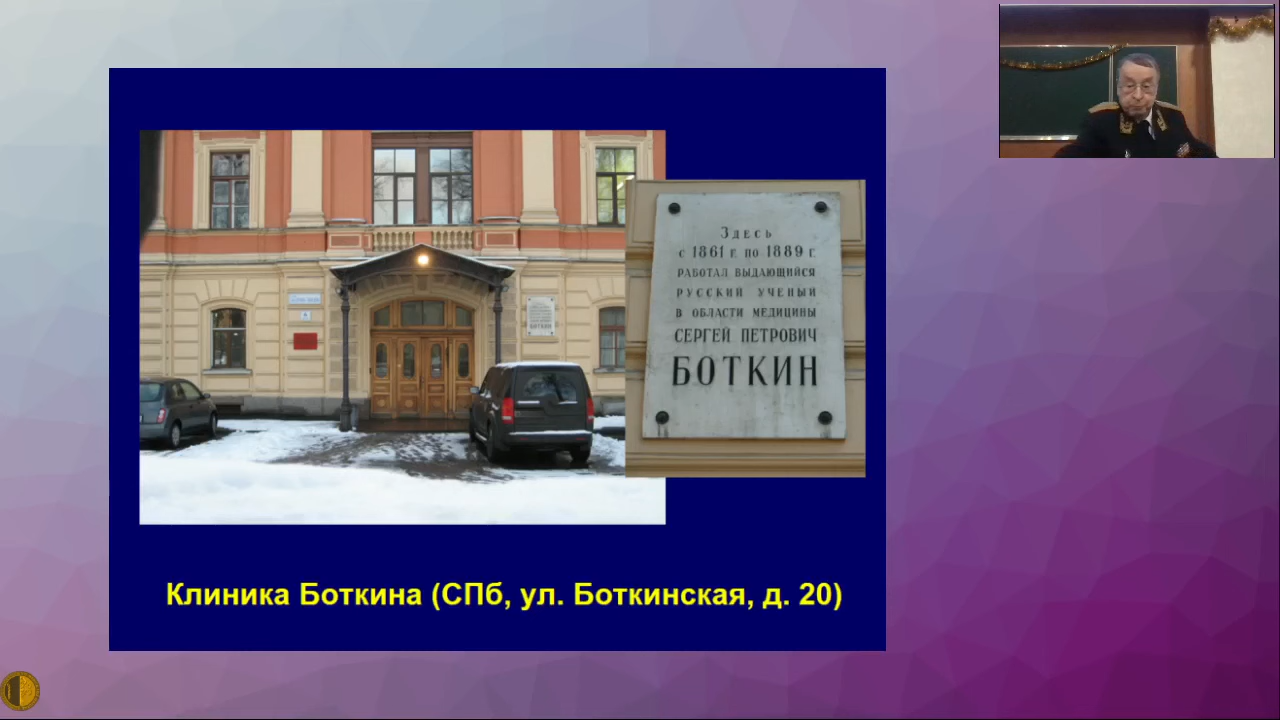 Здесь
с 1861 г. по 1889 г.
РАБОТАЛ ВЫДАЮЩИЙСЯ
РУССКИЙ УЧЕНЫЙ
В ОБЛАСТИ МЕДИЦИНЫ
СЕРГЕЙ ПЕТРОВИЧ
БОТКИН
БОТКИН
Клиника Боткина (СПб, ул. Боткинская, д. 20)